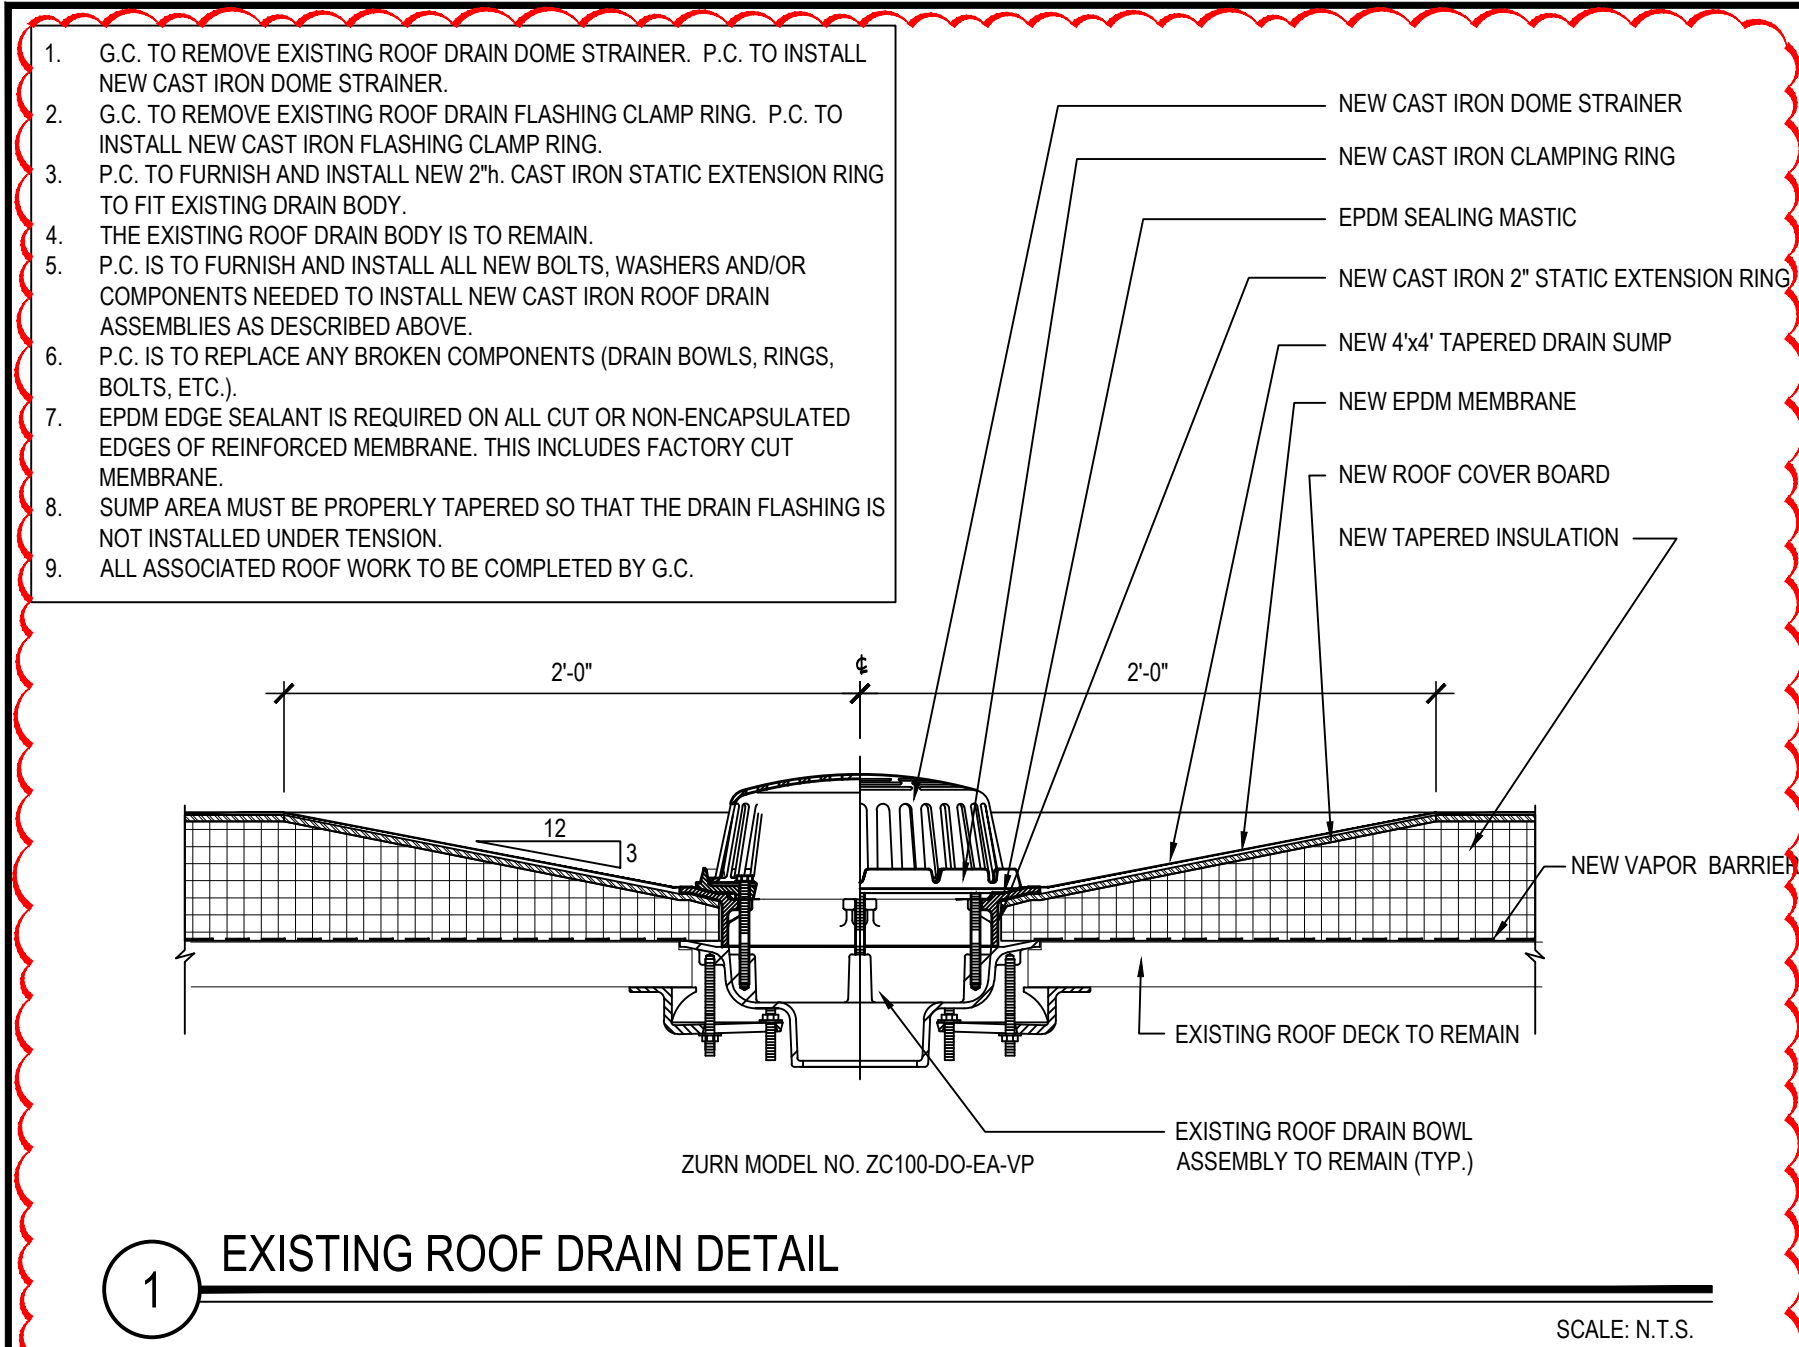 1. G.C. TO REMOVE EXISTING ROOF DRAIN DOME STRAINER. P.C. TO INSTALL
NEW CAST IRON DOME STRAINER.
2. G.C. TO REMOVE EXISTING ROOF DRAIN FLASHING CLAMP RING. P.C. TO
INSTALL NEW CAST IRON FLASHING CLAMP RING.
3. P.C. TO FURNISH AND INSTALL NEW 2"h. CAST IRON STATIC EXTENSION RING
TO FIT EXISTING DRAIN BODY.
4. THE EXISTING ROOF DRAIN BODY IS TO REMAIN.
5. P.C. IS TO FURNISH AND INSTALL ALL NEW BOLTS, WASHERS AND/OR
COMPONENTS NEEDED TO INSTALL NEW CAST IRON ROOF DRAIN
ASSEMBLIES AS DESCRIBED ABOVE.
6. P.C. IS TO REPLACE ANY BROKEN COMPONENTS (DRAIN BOWLS, RINGS,
BOLTS, ETC.).
7. EPDM EDGE SEALANT IS REQUIRED ON ALL CUT OR NON-ENCAPSULATED
EDGES OF REINFORCED MEMBRANE. THIS INCLUDES FACTORY CUT
MEMBRANE.
8. SUMP AREA MUST BE PROPERLY TAPERED SO THAT THE DRAIN FLASHING IS
NOT INSTALLED UNDER TENSION.
9. ALL ASSOCIATED ROOF WORK TO BE COMPLETED BY G.C.
NEW CAST IRON DOME STRAINER
NEW CAST IRON CLAMPING RING
EPDM SEALING MASTIC
NEW CAST IRON 2" STATIC EXTENSION RING
NEW 4'x4' TAPERED DRAIN SUMP
NEW EPDM MEMBRANE
NEW ROOF COVER BOARD
NEW TAPERED INSULATION
2'-0" ℄ 2'-0"
12
3
NEW VAPOR BARRIER
EXISTING ROOF DECK TO REMAIN
EXISTING ROOF DRAIN BOWL
ASSEMBLY TO REMAIN (TYP.)
ZURN MODEL NO. ZC100-DO-EA-VP
1 EXISTING ROOF DRAIN DETAIL
SCALE: N.T.S.